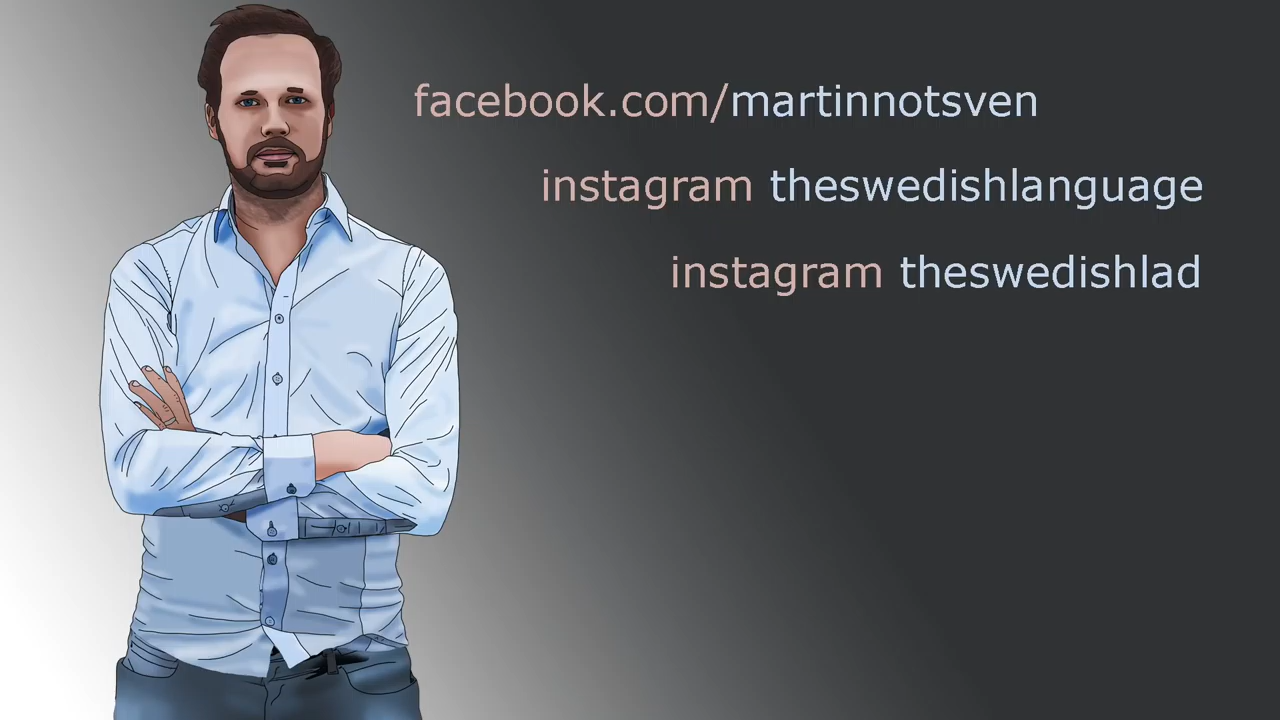 facebook.com/martinnotsven
instagram theswedishlanguage
instagram theswedishlad